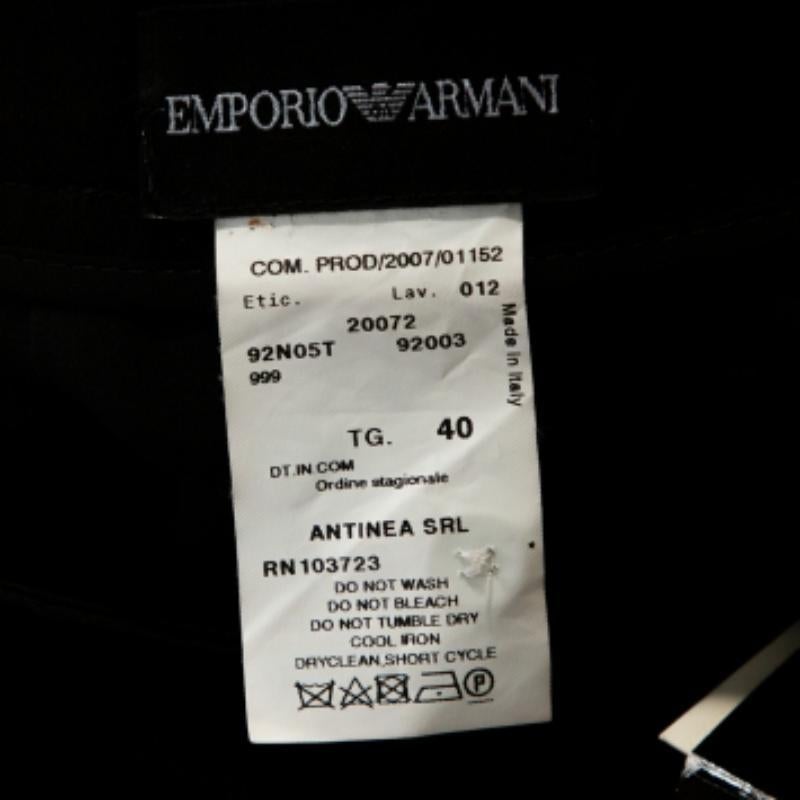 EMPORIO ARMANI
COM. PROD/2007/01152
Etic. Lav. 012
20072
92N05T 92003
999
Made in Italy
TG. 40
DT.IN.COM
Ordine stagionale
ANTINEA SRL
RN103723
DO NOT WASH
DO NOT BLEACH
DO NOT TUMBLE DRY
COOL IRON
DRYCLEAN,SHORT CYCLE
P